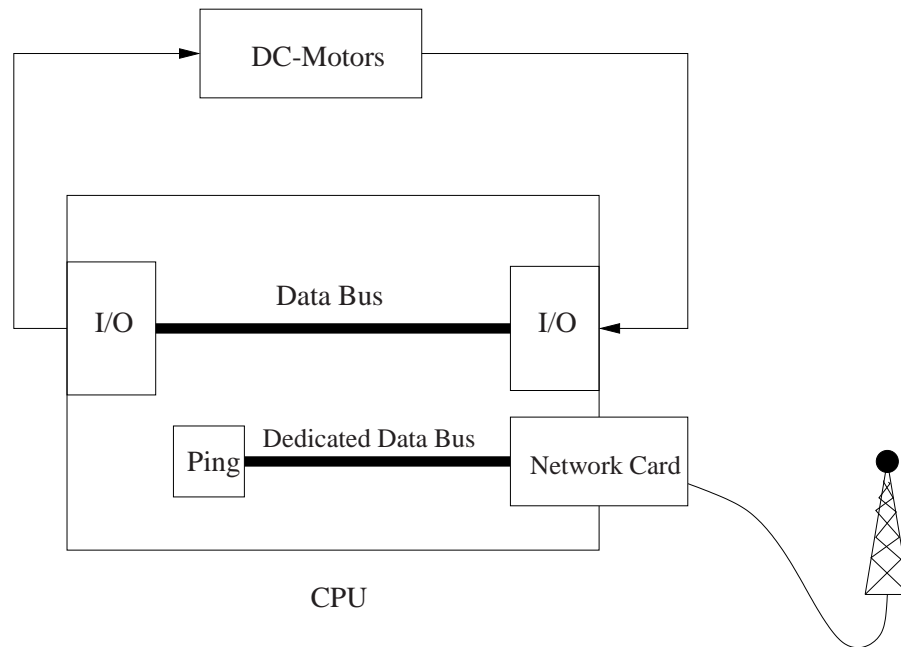 DC-Motors
Data Bus
I/O
I/O
Dedicated Data Bus
Ping
Network Card
CPU